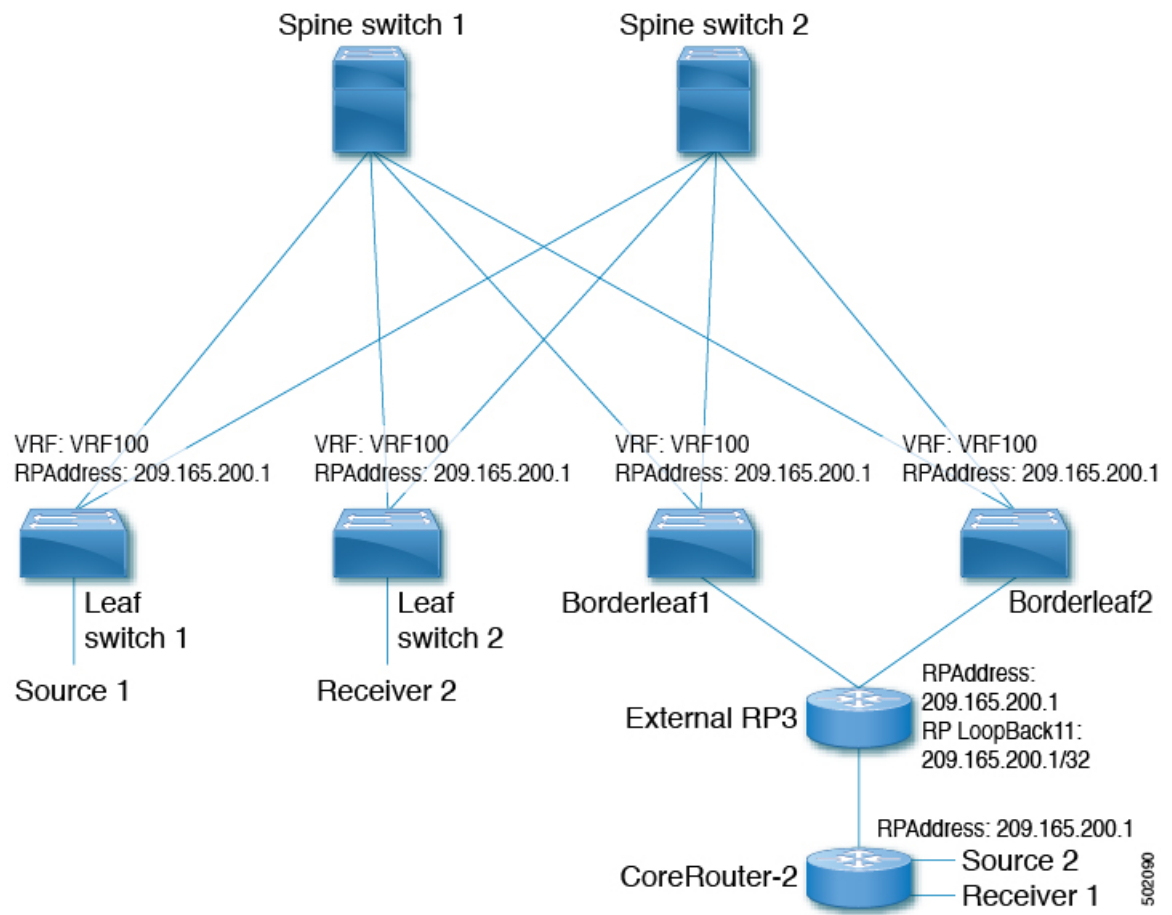 Spine switch 1
Spine switch 2
VRF: VRF100
RPAddress: 209.165.200.1
VRF: VRF100
RPAddress: 209.165.200.1
VRF: VRF100
RPAddress: 209.165.200.1
VRF: VRF100
RPAddress: 209.165.200.1
Leaf
switch 1
Source 1
Leaf
switch 2
Receiver 2
Borderleaf1
Borderleaf2
External RP3
RPAddress:
209.165.200.1
RP LoopBack11:
209.165.200.1/32
RPAddress: 209.165.200.1
CoreRouter-2
Source 2
Receiver 1
502090